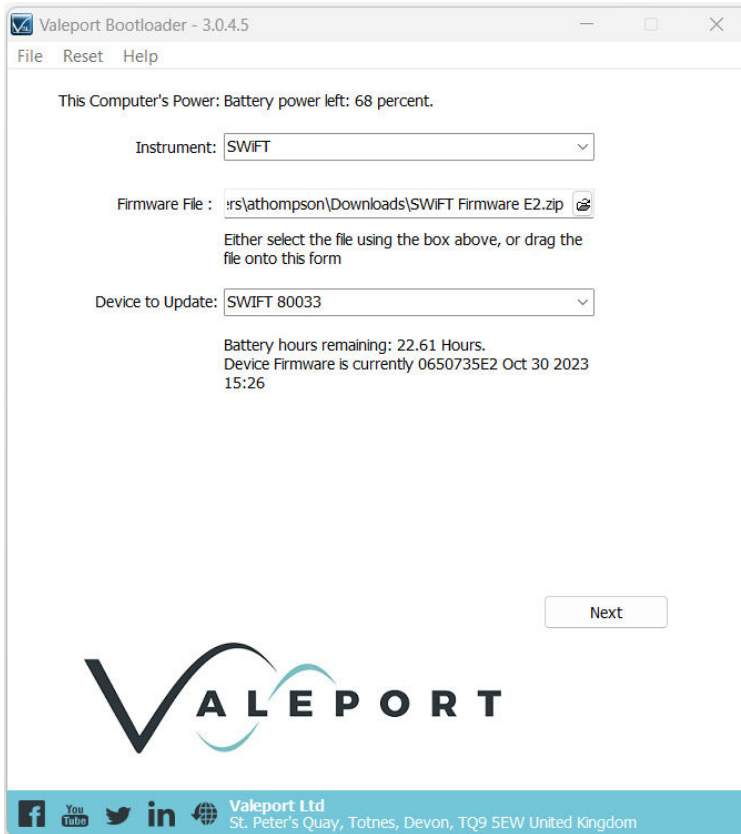 Valeport Bootloader - 3.0.4.5
File Reset Help
This Computer's Power: Battery power left: 68 percent.
Instrument: SWiFT
Firmware File : ers\athompson\Downloads\SWiFT Firmware E2.zip
Either select the file using the box above, or drag the
file onto this form
Device to Update: SWIFT 80033
Battery hours remaining: 22.61 Hours.
Device Firmware is currently 0650735E2 Oct 30 2023
15:26
Next
VALEPORT
You
Tube
Valeport Ltd
St. Peter's Quay, Totnes, Devon, TQ9 5EW United Kingdom